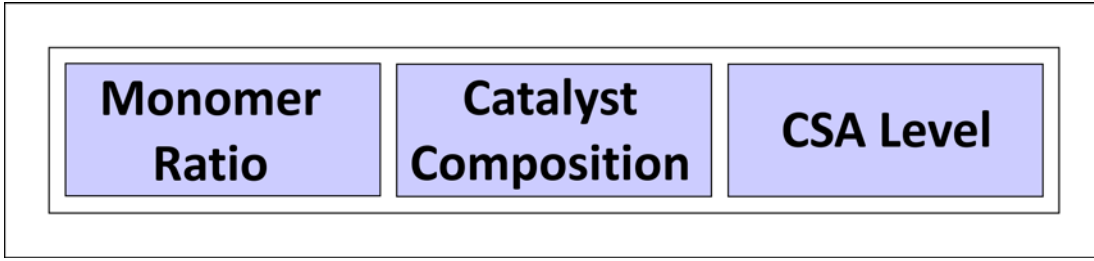 Monomer
Ratio
Catalyst
Composition
CSA Level